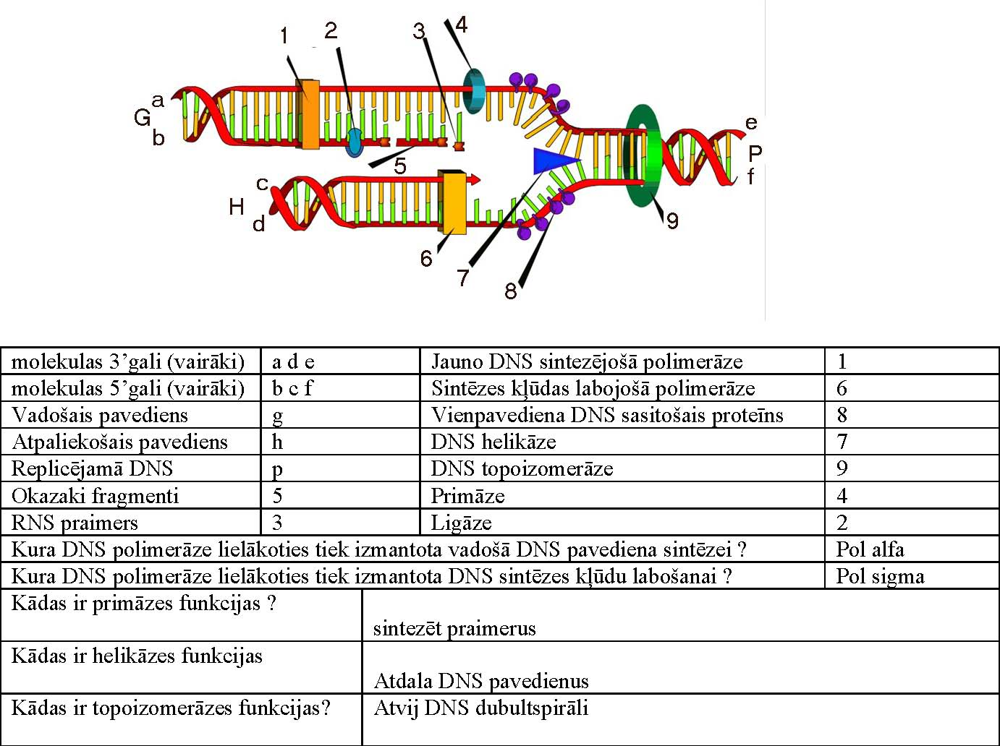 1
2
3
4
a
G
b
e
P
f
5
c
H
d
9
6
7
8
molekulas 3’gali (vairāki) a d e Jauno DNS sintezējošā polimerāze 1
molekulas 5’gali (vairāki) b c f Sintēzes kļūdas labojošā polimerāze 6
Vadošais pavediens g Vienpavediena DNS sasitošais proteīns 8
Atpaliekošais pavediens h DNS helikāze 7
Replicējamā DNS p DNS topoizomerāze 9
Okazaki fragmenti 5 Primāze 4
RNS praimers 3 Ligāze 2
Kura DNS polimerāze lielākoties tiek izmantota vadošā DNS pavediena sintēzei ? Pol alfa
Kura DNS polimerāze lielākoties tiek izmantota DNS sintēzes kļūdu labošanai ? Pol sigma
Kādas ir primāzes funkcijas ?
sintezēt praimerus
Kādas ir helikāzes funkcijas
Atdala DNS pavedienus
Kādas ir topoizomerāzes funkcijas? Atvij DNS dubultspirāli